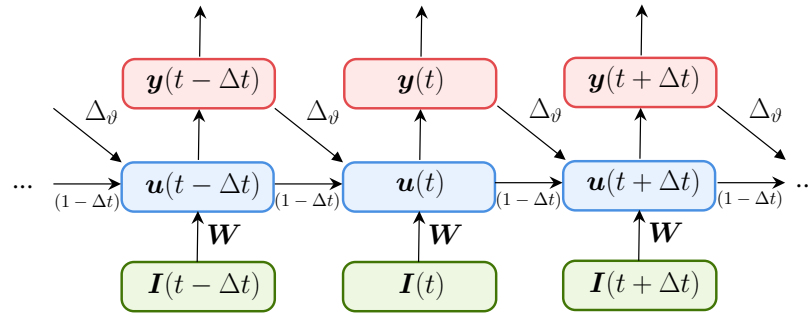 y(t − Δt) y(t) y(t + Δt)
Δ_ϑ Δ_ϑ Δ_ϑ Δ_ϑ
... u(t − Δt) u(t) u(t + Δt) ...
(1 − Δt) (1 − Δt) (1 − Δt) (1 − Δt)
W W W
I(t − Δt) I(t) I(t + Δt)